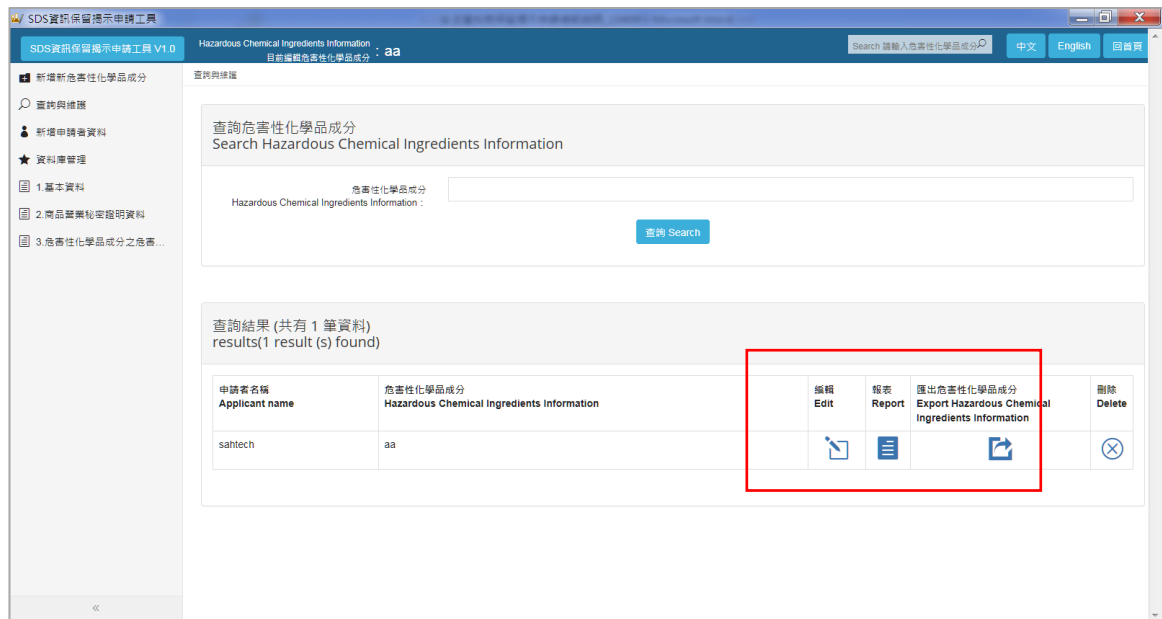 SDS資訊保留揭示申請工具
SDS資訊保留揭示申請工具 V1.0
Hazardous Chemical Ingredients Information
目前編輯危害性化學品成分 : aa
Search 請輸入危害性化學品成分
中文
English
回首頁
新增新危害性化學品成分
查詢與維護
新增申請者資料
資料庫管理
1.基本資料
2.商品營業秘密證明資料
3.危害性化學品成分之危害...
查詢與維護
查詢危害性化學品成分
Search Hazardous Chemical Ingredients Information
危害性化學品成分
Hazardous Chemical Ingredients Information :
查詢 Search
查詢結果 (共有 1 筆資料)
results(1 result (s) found)
申請者名稱
Applicant name
危害性化學品成分
Hazardous Chemical Ingredients Information
編輯
Edit
報表
Report
匯出危害性化學品成分
Export Hazardous Chemical
Ingredients Information
刪除
Delete
sahtech
aa